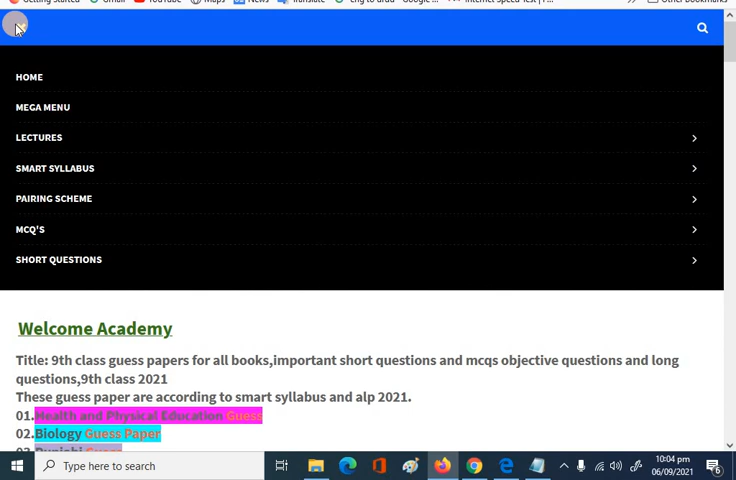 Getting Started Gmail YouTube Maps News Translate eng to urdu - Google ... Internet Speed Test | F... Other Bookmarks
HOME
MEGA MENU
LECTURES
SMART SYLLABUS
PAIRING SCHEME
MCQ'S
SHORT QUESTIONS
Welcome Academy
Title: 9th class guess papers for all books,important short questions and mcqs objective questions and long
questions,9th class 2021
These guess paper are according to smart syllabus and alp 2021.
01.Health and Physical Education Guess
02.Biology Guess Paper
03.Punjabi Guess
Type here to search
10:04 pm
06/09/2021
6